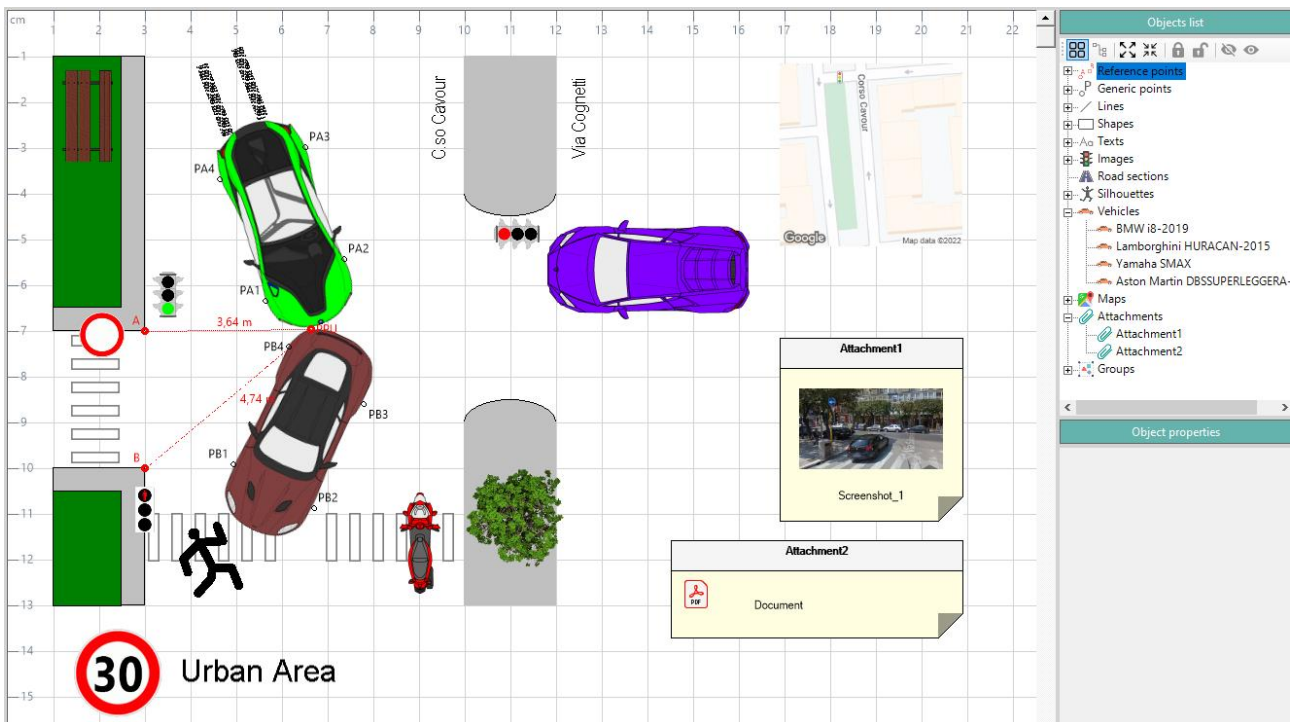 cm
1 2 3 4 5 6 7 8 9 10 11 12 13 14 15 16 17 18 19 20 21 22
1
2
3
4
5
6
7
8
9
10
11
12
13
14
15
PA3
PA4
PA2
PA1
A
3,64 m
PB4
4,74 m
PB3
PB1
B
PB2
C.so Cavour
Via Cognetti
Corso Cavour
Google
Map data ©2022
Attachment1
Screenshot_1
Attachment2
PDF
Document
30
Urban Area
Objects list
Reference points
Generic points
Lines
Shapes
Texts
Images
Road sections
Silhouettes
Vehicles
BMW i8-2019
Lamborghini HURACAN-2015
Yamaha SMAX
Aston Martin DBSSUPERLEGGERA-
Maps
Attachments
Attachment1
Attachment2
Groups
Object properties